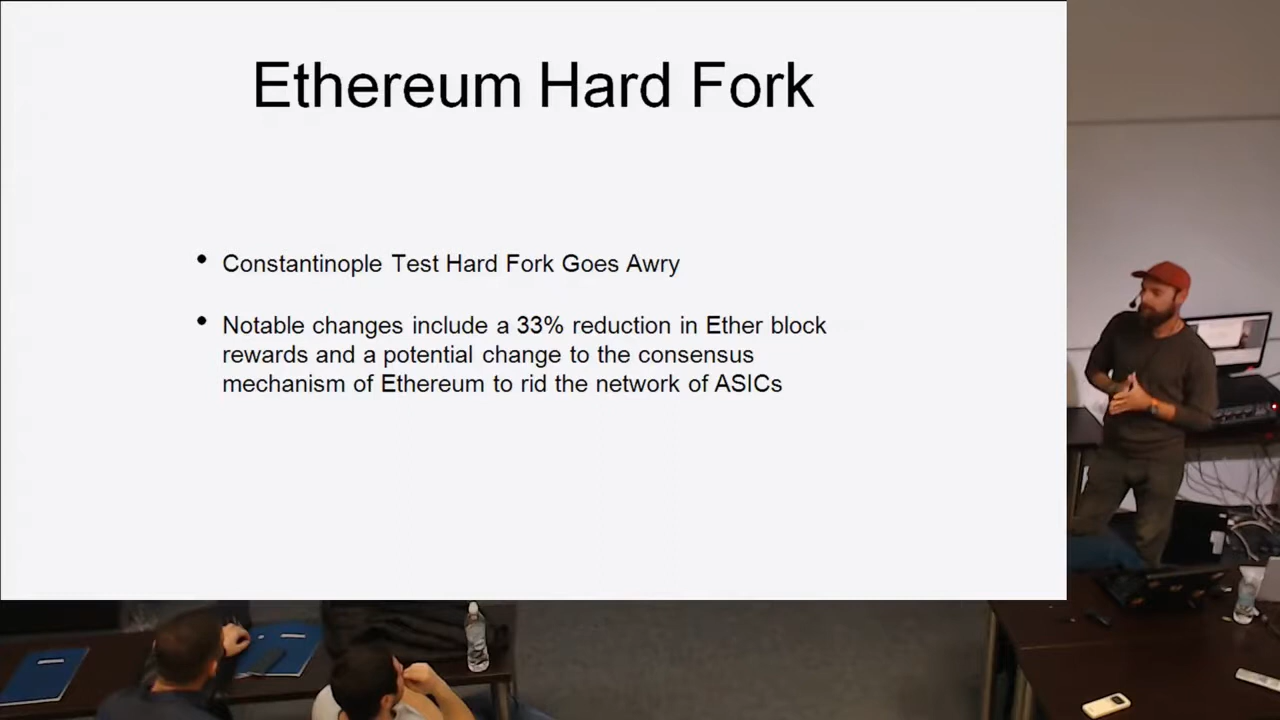 Ethereum Hard Fork
Constantinople Test Hard Fork Goes Awry
Notable changes include a 33% reduction in Ether block
rewards and a potential change to the consensus
mechanism of Ethereum to rid the network of ASICs